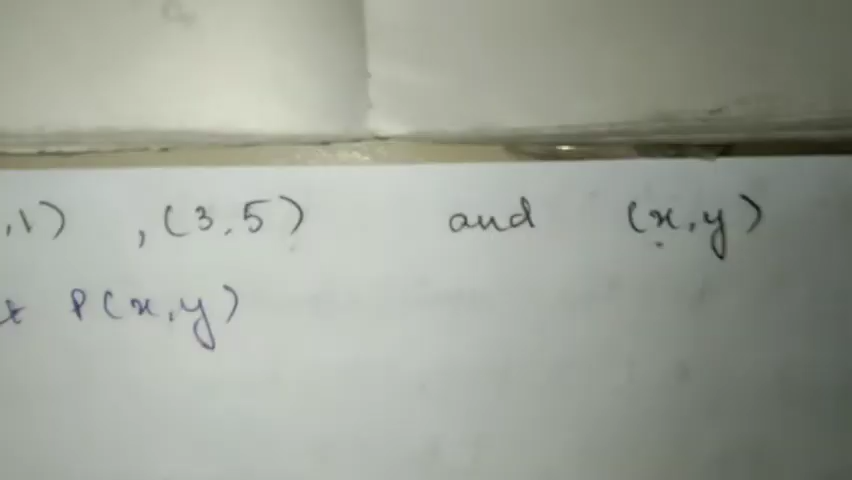 ,1) ,(3,5) and (x,y)
P(x,y)